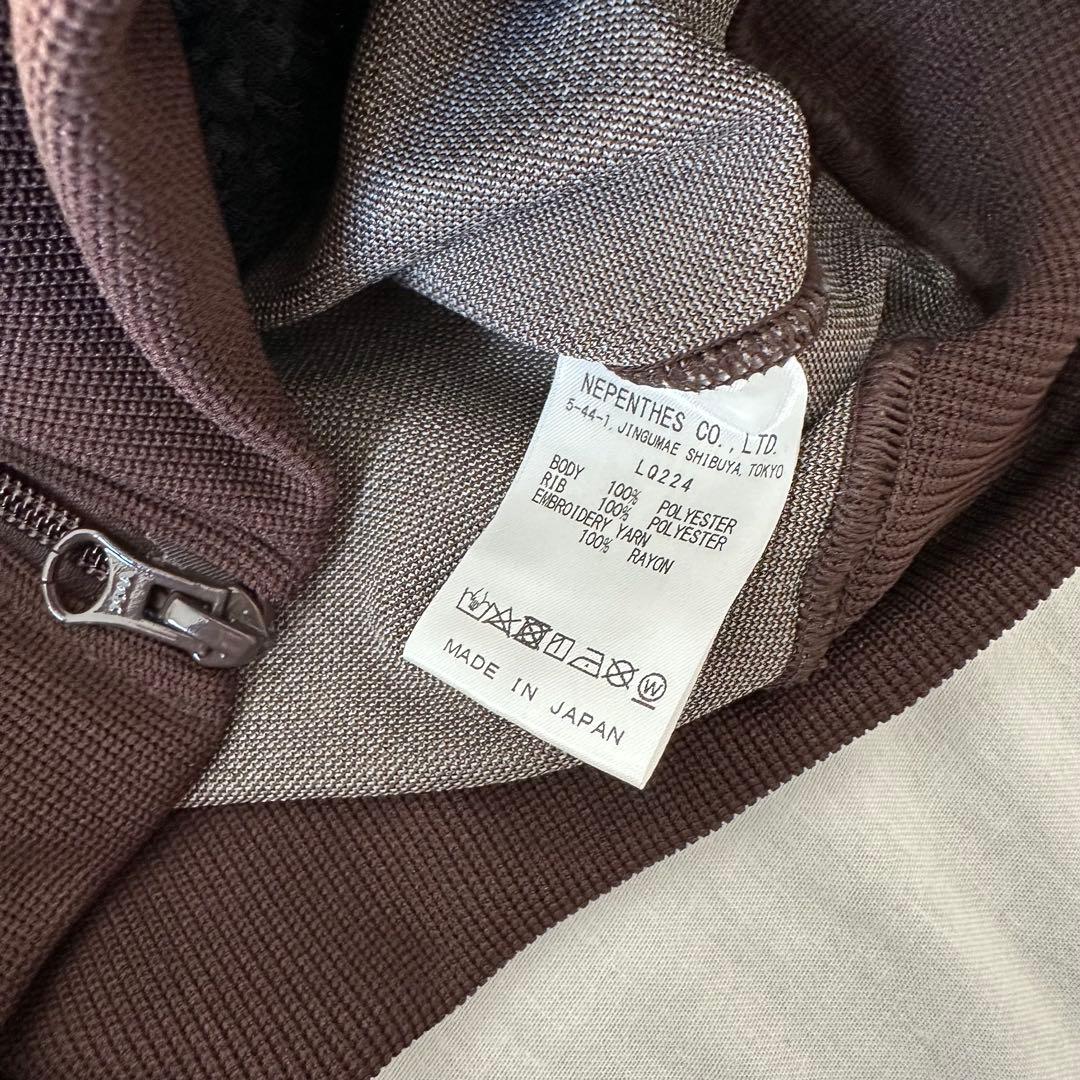 NEPENTHES CO., LTD.
5-44-1, JINGUMAE SHIBUYA, TOKYO
LQ224
BODY 100% POLYESTER
RIB 100% POLYESTER
EMBROIDERY YARN
100% RAYON
W
MADE IN JAPAN